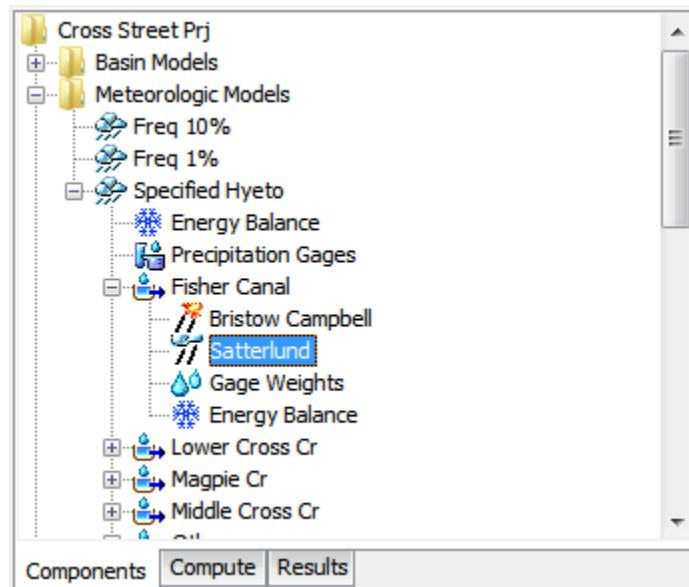 Cross Street Prj
Basin Models
Meteorologic Models
Freq 10%
Freq 1%
Specified Hyeto
Energy Balance
Precipitation Gages
Fisher Canal
Bristow Campbell
Satterlund
Gage Weights
Energy Balance
Lower Cross Cr
Magpie Cr
Middle Cross Cr
Components Compute Results